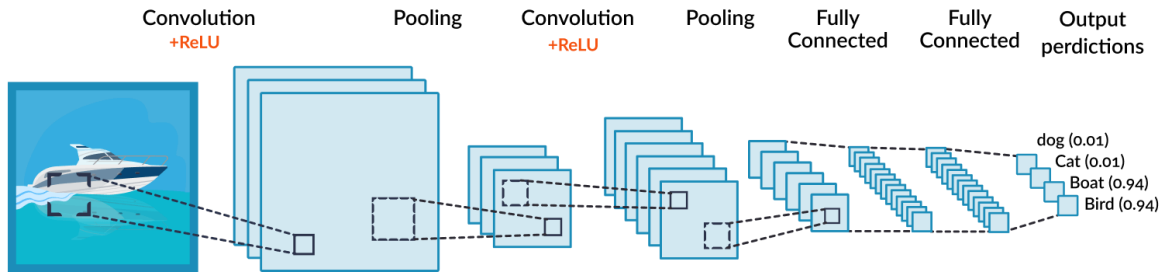 Convolution
+ReLU
Pooling
Convolution
+ReLU
Pooling
Fully
Connected
Fully
Connected
Output
perdictions
dog (0.01)
Cat (0.01)
Boat (0.94)
Bird (0.94)